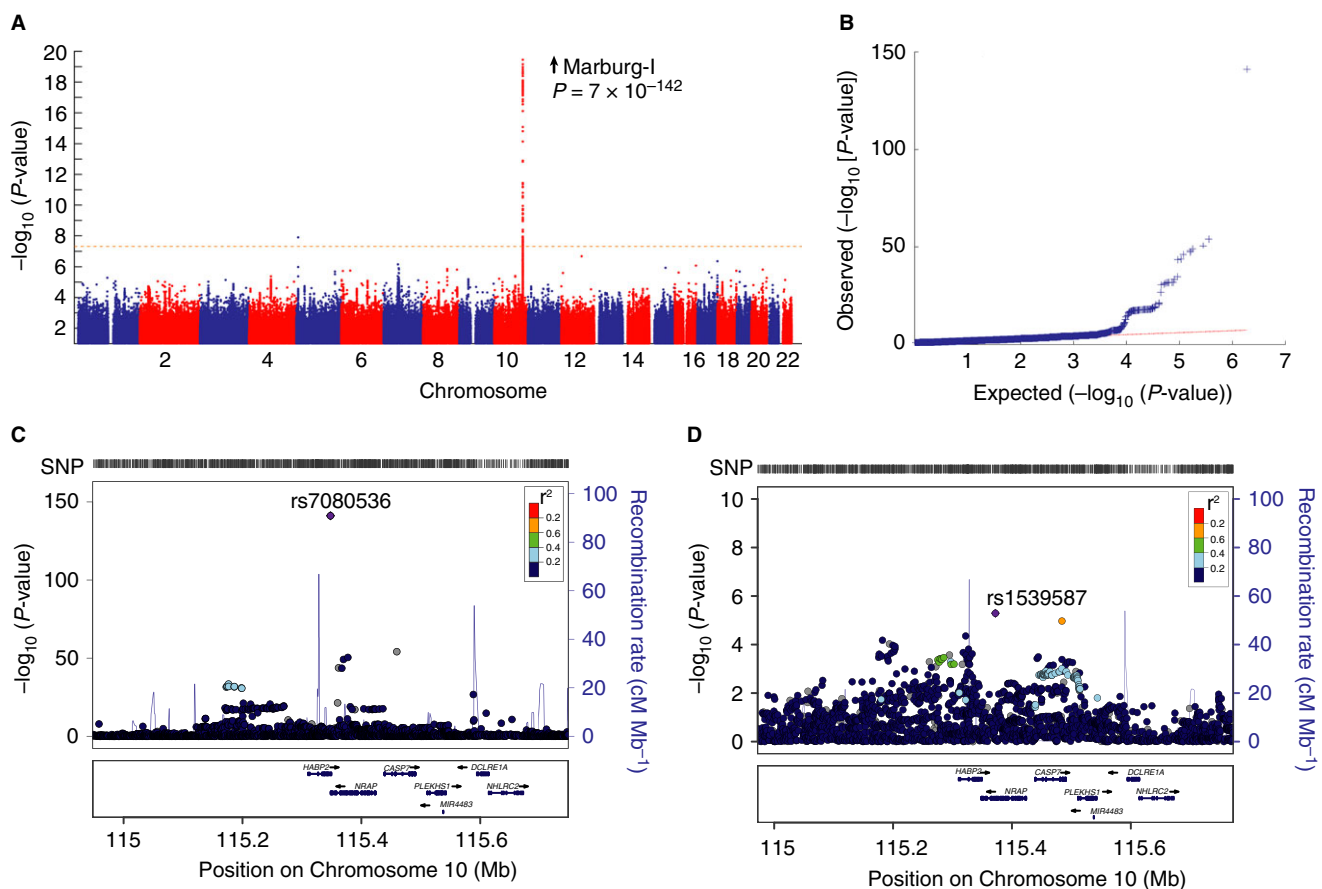 A
–log10 (P-value)
20
18
16
14
12
10
8
6
4
2
Marburg-I
P = 7 × 10–142
2 4 6 8 10 12 14 16 18 20 22
Chromosome
B
Observed (–log10 [P-value])
150
100
50
0
1 2 3 4 5 6 7
Expected (–log10 (P-value))
C
SNP
–log10 (P-value)
150
100
50
0
rs7080536
r2
0.2
0.6
0.4
0.2
100
80
60
40
20
0
Recombination rate (cM Mb–1)
HABP2 CASP7 DCLRE1A
NRAP PLEKHS1 NHLRC2
MIR4483
115 115.2 115.4 115.6
Position on Chromosome 10 (Mb)
D
SNP
–log10 (P-value)
10
8
6
4
2
0
rs1539587
r2
0.2
0.6
0.4
0.2
100
80
60
40
20
0
Recombination rate (cM Mb–1)
HABP2 CASP7 DCLRE1A
NRAP PLEKHS1 NHLRC2
MIR4483
115 115.2 115.4 115.6
Position on Chromosome 10 (Mb)